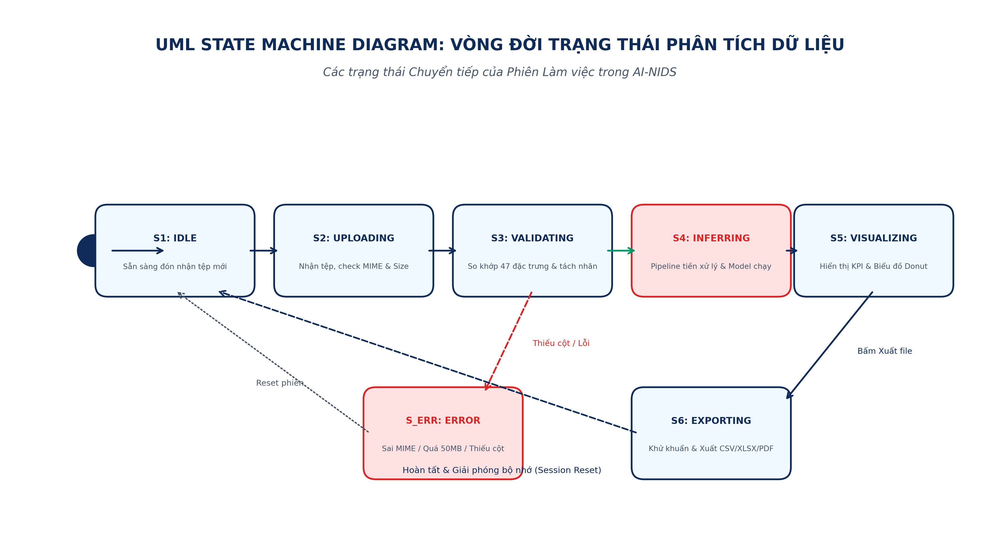 UML STATE MACHINE DIAGRAM: VÒNG ĐỜI TRẠNG THÁI PHÂN TÍCH DỮ LIỆU
Các trạng thái Chuyển tiếp của Phiên Làm việc trong AI-NIDS
S1: IDLE
Sẵn sàng đón nhận tệp mới
S2: UPLOADING
Nhận tệp, check MIME & Size
S3: VALIDATING
So khớp 47 đặc trưng & tách nhãn
S4: INFERRING
Pipeline tiền xử lý & Model chạy
S5: VISUALIZING
Hiển thị KPI & Biểu đồ Donut
Thiếu cột / Lỗi
Bấm Xuất file
Reset phiên
S_ERR: ERROR
Sai MIME / Quá 50MB / Thiếu cột
S6: EXPORTING
Khử khuẩn & Xuất CSV/XLSX/PDF
Hoàn tất & Giải phóng bộ nhớ (Session Reset)